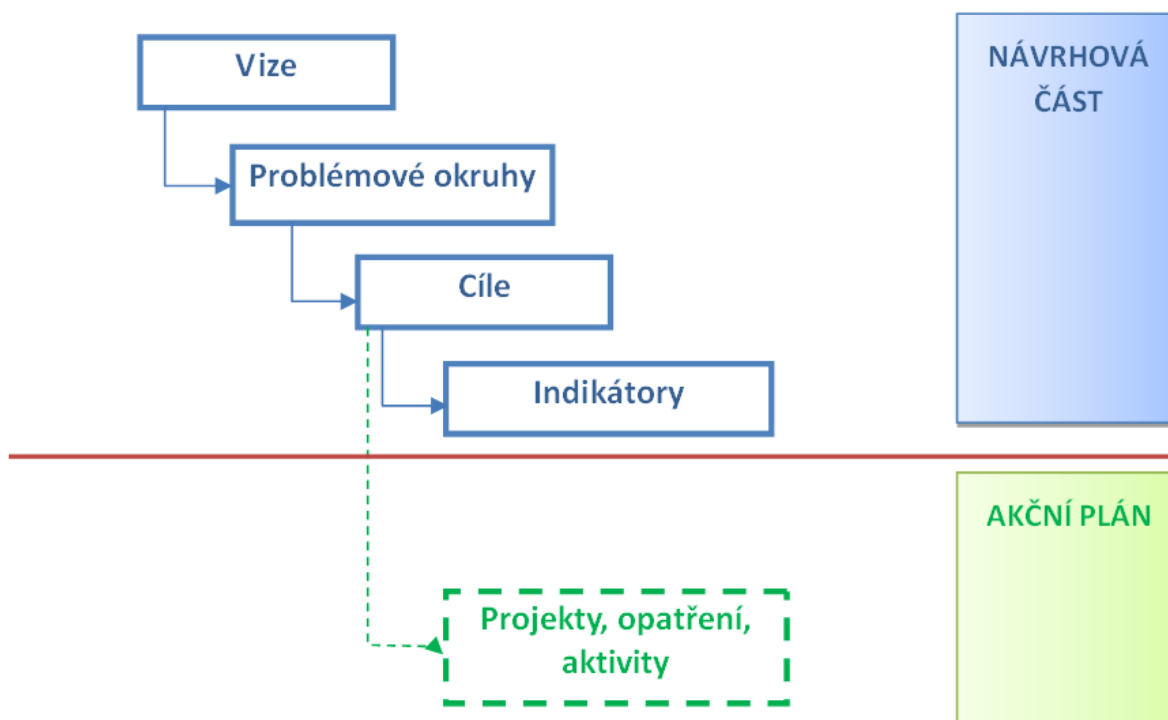 Vize
NÁVRHOVÁ
ČÁST
Problémové okruhy
Cíle
Indikátory
AKČNÍ PLÁN
Projekty, opatření,
aktivity